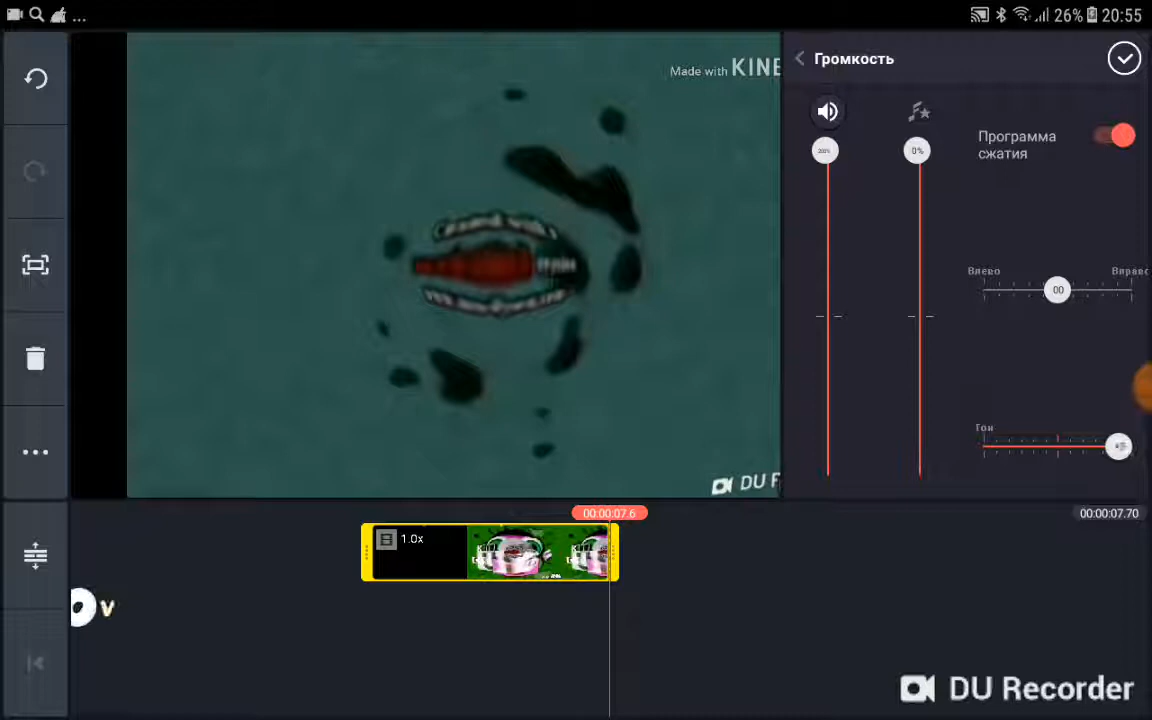 ...
26% 20:55
Made with KINE
Громкость
200%
0%
Программа
сжатия
Влево
Вправо
00
Тон
DU R
00:00:07.6
00:00:07.70
1.0x
v
DU Recorder